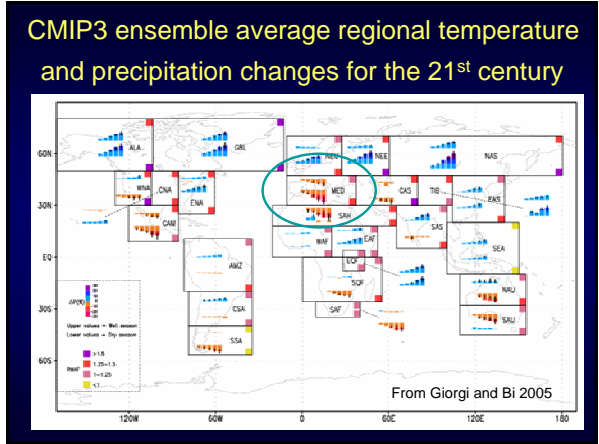 CMIP3 ensemble average regional temperature
and precipitation changes for the 21st century
60N
30N
EQ
30S
60S
120W
60W
0
60E
120E
180
ALA
GRL
NEU
NEE
NAS
WNA
CNA
ENA
CAM
MED
CAS
TIB
EAS
SAH
SAS
SEA
WAF
EAF
EQF
SQF
SAF
AMZ
CSA
SSA
NAU
SAU
ΔP(%)
Upper values → Wet season
Lower values → Dry season
RWAF
>1.5
1.25~1.5
1~1.25
<1
From Giorgi and Bi 2005